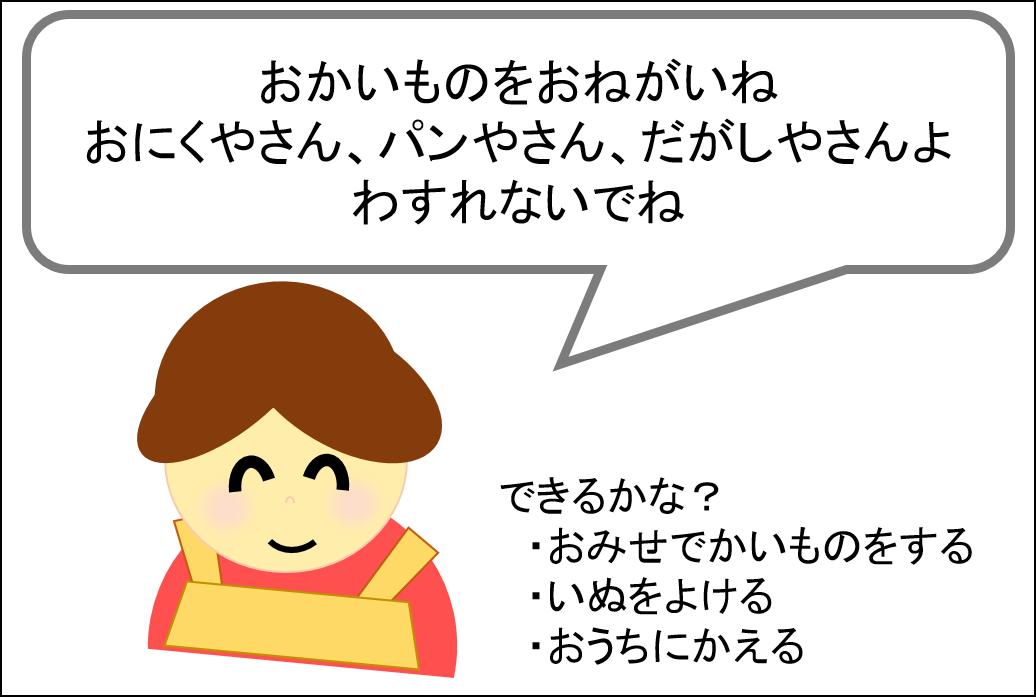 おかいものをおねがいね
おにくやさん、パンやさん、だがしやさんよ
わすれないでね
できるかな？
・おみせでかいものをする
・いぬをよける
・おうちにかえる